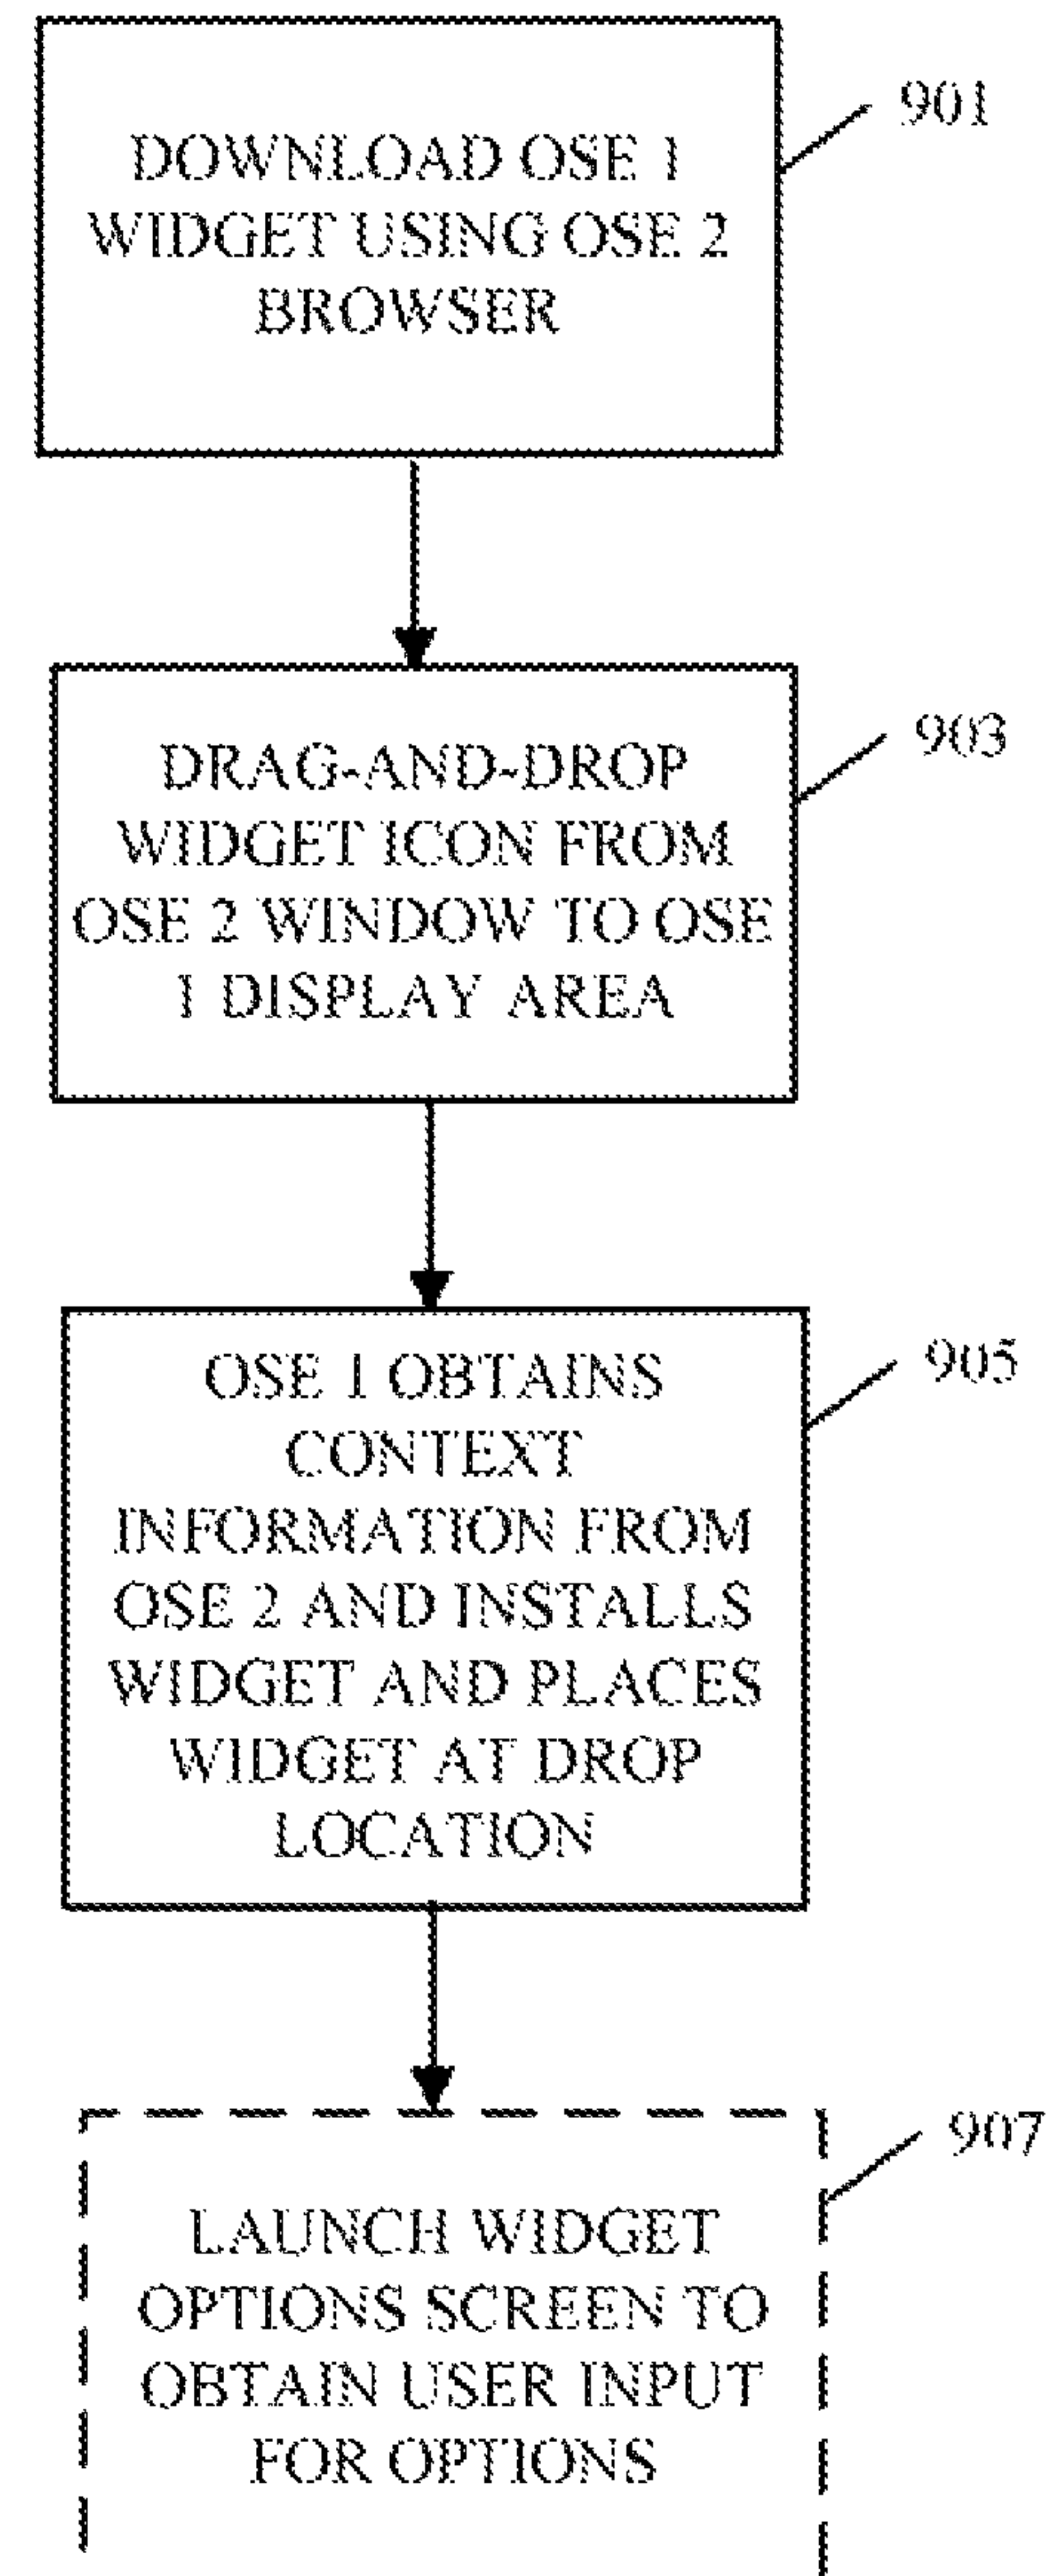 DOWNLOAD OSE 1
WIDGET USING OSE 2
BROWSER
901
DRAG-AND-DROP
WIDGET ICON FROM
OSE 2 WINDOW TO OSE
1 DISPLAY AREA
903
OSE 1 OBTAINS
CONTEXT
INFORMATION FROM
OSE 2 AND INSTALLS
WIDGET AND PLACES
WIDGET AT DROP
LOCATION
905
LAUNCH WIDGET
OPTIONS SCREEN TO
OBTAIN USER INPUT
FOR OPTIONS
907